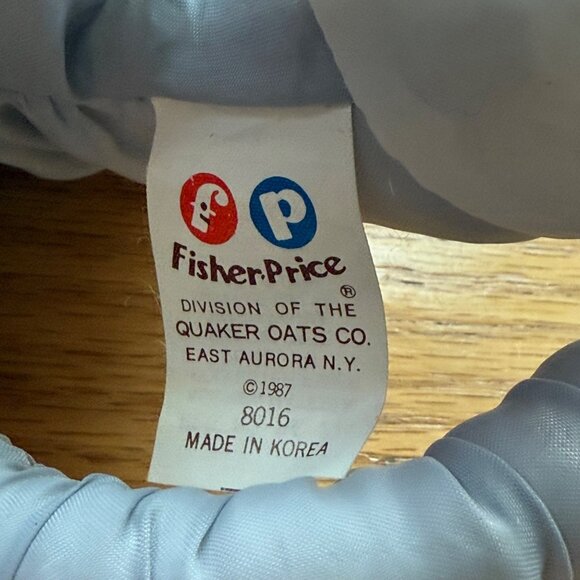 f p
Fisher-Price
®
DIVISION OF THE
QUAKER OATS CO.
EAST AURORA N.Y.
©1987
8016
MADE IN KOREA